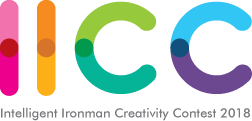 IICC
Intelligent Ironman Creativity Contest 2018